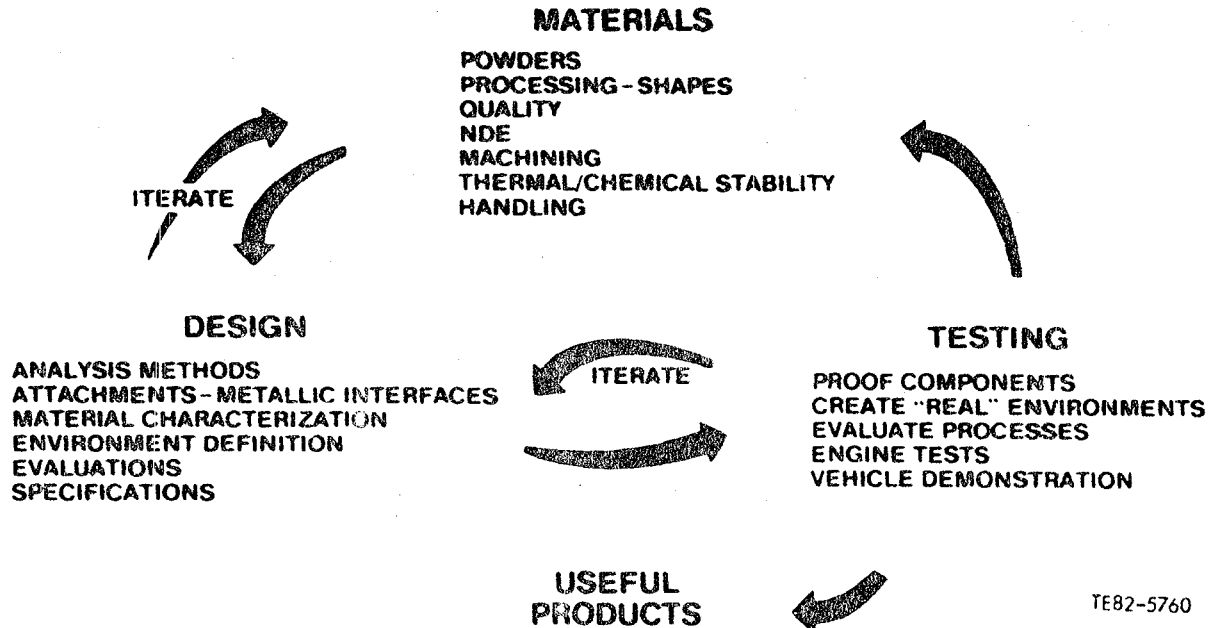 MATERIALS
POWDERS
PROCESSING-SHAPES
QUALITY
NDE
MACHINING
THERMAL/CHEMICAL STABILITY
HANDLING
ITERATE
DESIGN
ANALYSIS METHODS
ATTACHMENTS-METALLIC INTERFACES
MATERIAL CHARACTERIZATION
ENVIRONMENT DEFINITION
EVALUATIONS
SPECIFICATIONS
ITERATE
TESTING
PROOF COMPONENTS
CREATE "REAL" ENVIRONMENTS
EVALUATE PROCESSES
ENGINE TESTS
VEHICLE DEMONSTRATION
USEFUL
PRODUCTS
TE82-5760